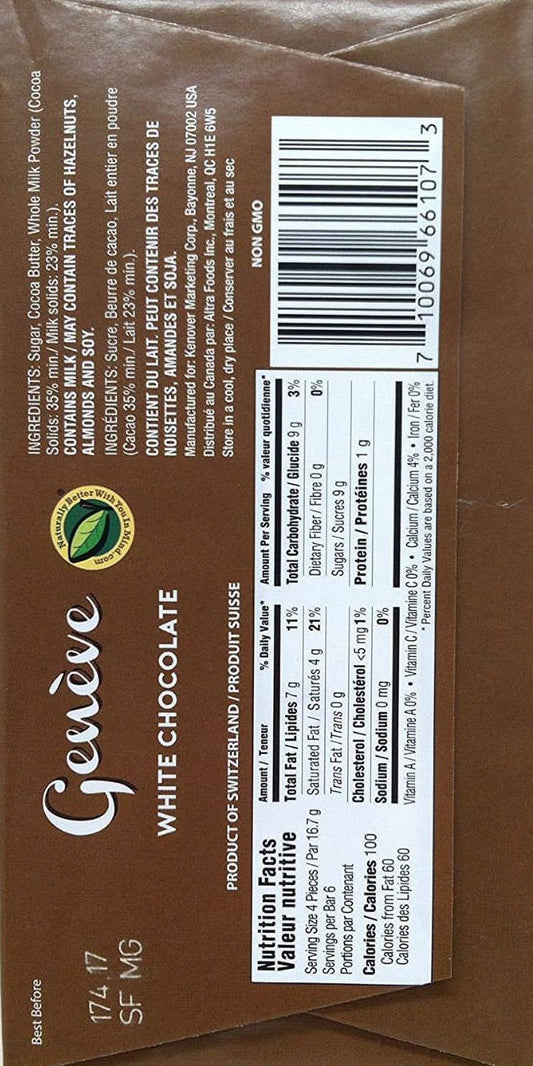 Best Before
174 17
SF MG
Genève
Naturally Better With You In Mind.com
WHITE CHOCOLATE
PRODUCT OF SWITZERLAND / PRODUIT SUISSE
INGREDIENTS: Sugar, Cocoa Butter, Whole Milk Powder (Cocoa
Solids: 35% min./ Milk solids: 23% min.).
CONTAINS MILK / MAY CONTAIN TRACES OF HAZELNUTS,
ALMONDS AND SOY.
INGRÉDIENTS: Sucre, Beurre de cacao, Lait entier en poudre
(Cacao 35% min./ Lait 23% min.).
CONTIENT DU LAIT. PEUT CONTENIR DES TRACES DE
NOISETTES, AMANDES ET SOJA.
Manufactured for: Kenover Marketing Corp., Bayonne, NJ 07002 USA
Distribué au Canada par: Altra Foods Inc., Montreal, QC H1E 6W5
Store in a cool, dry place / Conserver au frais et au sec
NON GMO
Nutrition Facts
Valeur nutritive
Serving Size 4 Pieces / Par 16.7 g
Servings per Bar 6
Portions par Contenant
Calories / Calories 100
Calories from Fat 60
Calories des Lipides 60
Amount / Teneur % Daily Value*
Total Fat / Lipides 7 g 11%
Saturated Fat / Saturés 4 g 21%
Trans Fat / Trans 0 g
Cholesterol / Cholestérol <5 mg 1%
Sodium / Sodium 0 mg 0%
Amount Per Serving % valeur quotidienne*
Total Carbohydrate / Glucide 9 g 3%
Dietary Fiber / Fibre 0 g 0%
Sugars / Sucres 9 g
Protein / Protéines 1 g
Vitamin A / Vitamine A 0% • Vitamin C / Vitamine C 0% • Calcium / Calcium 4% • Iron / Fer 0%
* Percent Daily Values are based on a 2,000 calorie diet.
7 10069 66107 3